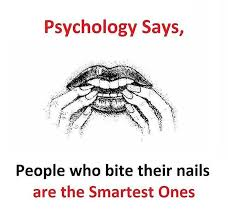 Psychology Says,
People who bite their nails
are the Smartest Ones